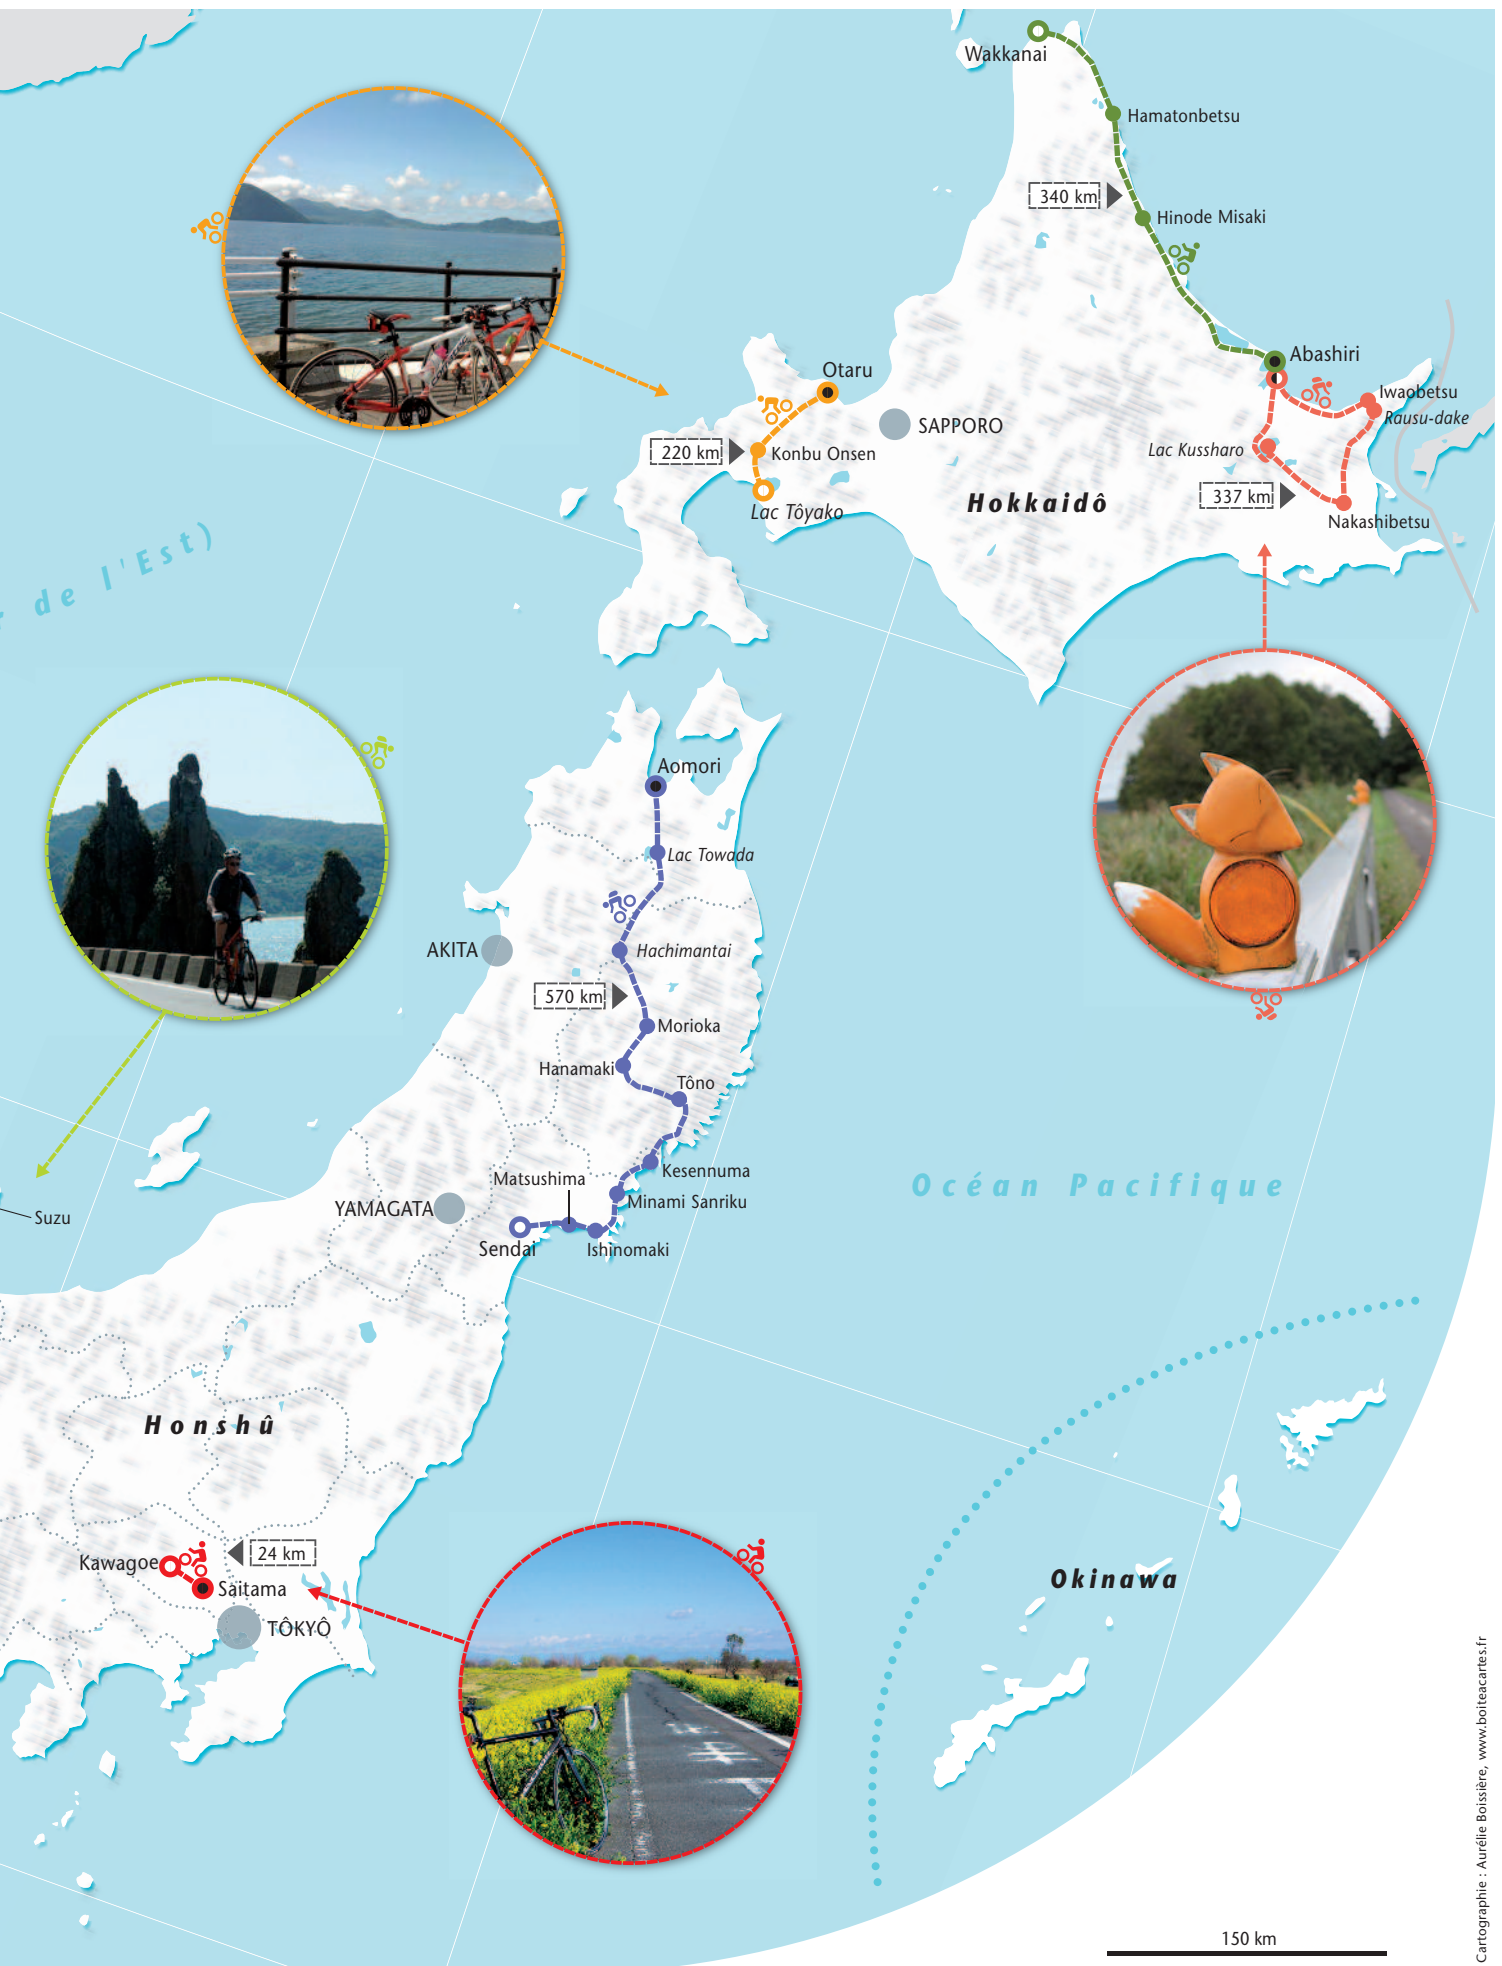 Wakkanai
Hamatonbetsu
340 km
Hinode Misaki
Abashiri
Otaru
Iwaobetsu
Rausu-dake
SAPPORO
220 km
Konbu Onsen
Lac Kussharo
337 km
Hokkaidô
Lac Tôyako
Nakashibetsu
de l'Est)
Aomori
Lac Towada
AKITA
Hachimantai
570 km
Morioka
Hanamaki
Tôno
Kesennuma
Matsushima
Océan Pacifique
Minami Sanriku
YAMAGATA
Suzu
Sendai
Ishinomaki
Honshû
24 km
Kawagoe
Saitama
Okinawa
TÔKYÔ
150 km
Cartographie : Aurélie Boissière, www.boiteacartes.fr